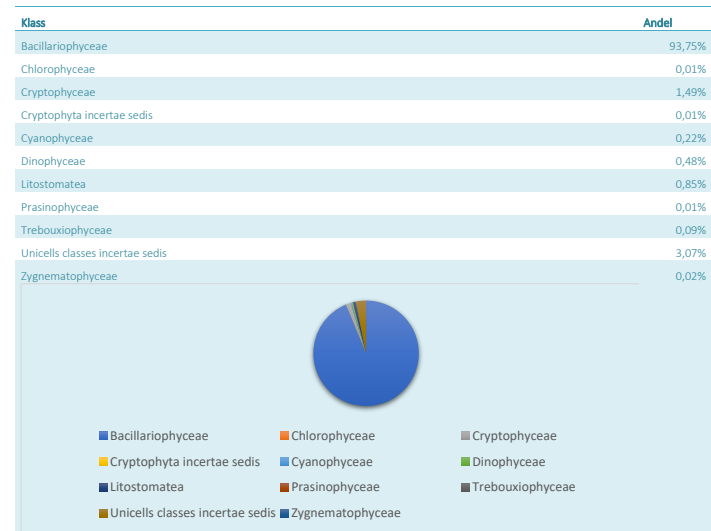 Klass Andel
Bacillariophyceae 93,75%
Chlorophyceae 0,01%
Cryptophyceae 1,49%
Cryptophyta incertae sedis 0,01%
Cyanophyceae 0,22%
Dinophyceae 0,48%
Litostomatea 0,85%
Prasinophyceae 0,01%
Trebouxiophyceae 0,09%
Unicells classes incertae sedis 3,07%
Zygnematophyceae 0,02%
Bacillariophyceae Chlorophyceae Cryptophyceae
Cryptophyta incertae sedis Cyanophyceae Dinophyceae
Litostomatea Prasinophyceae Trebouxiophyceae
Unicells classes incertae sedis Zygnematophyceae